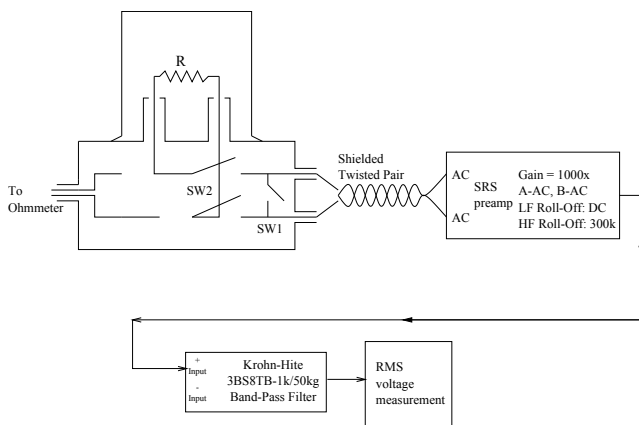 R
To
Ohmmeter
SW2
SW1
Shielded
Twisted Pair
AC
AC
SRS
preamp
Gain = 1000x
A-AC, B-AC
LF Roll-Off: DC
HF Roll-Off: 300k
+
Input
-
Input
Krohn-Hite
3BS8TB-1k/50kg
Band-Pass Filter
RMS
voltage
measurement